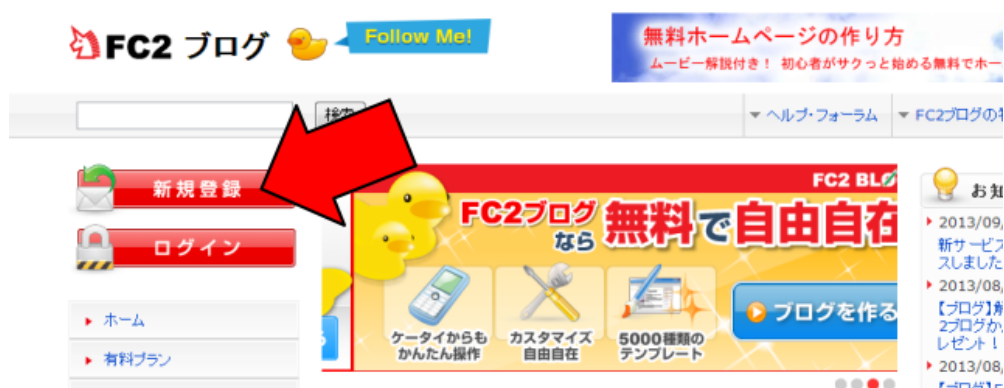 FC2 ブログ
Follow Me!
無料ホームページの作り方
ムービー解説付き! 初心者がサクっと始める無料でホー
検索
ヘルプ・フォーラム
FC2ブログの
新規登録
ログイン
ホーム
有料プラン
FC2 BLO
FC2ブログ
なら
無料で自由自在
ケータイからも
かんたん操作
カスタマイズ
自由自在
5000種類の
テンプレート
ブログを作る
お知
2013/09/
新サービス
スしました
2013/08/
【ブログ】
2ブログか
レゼント!
2013/08/